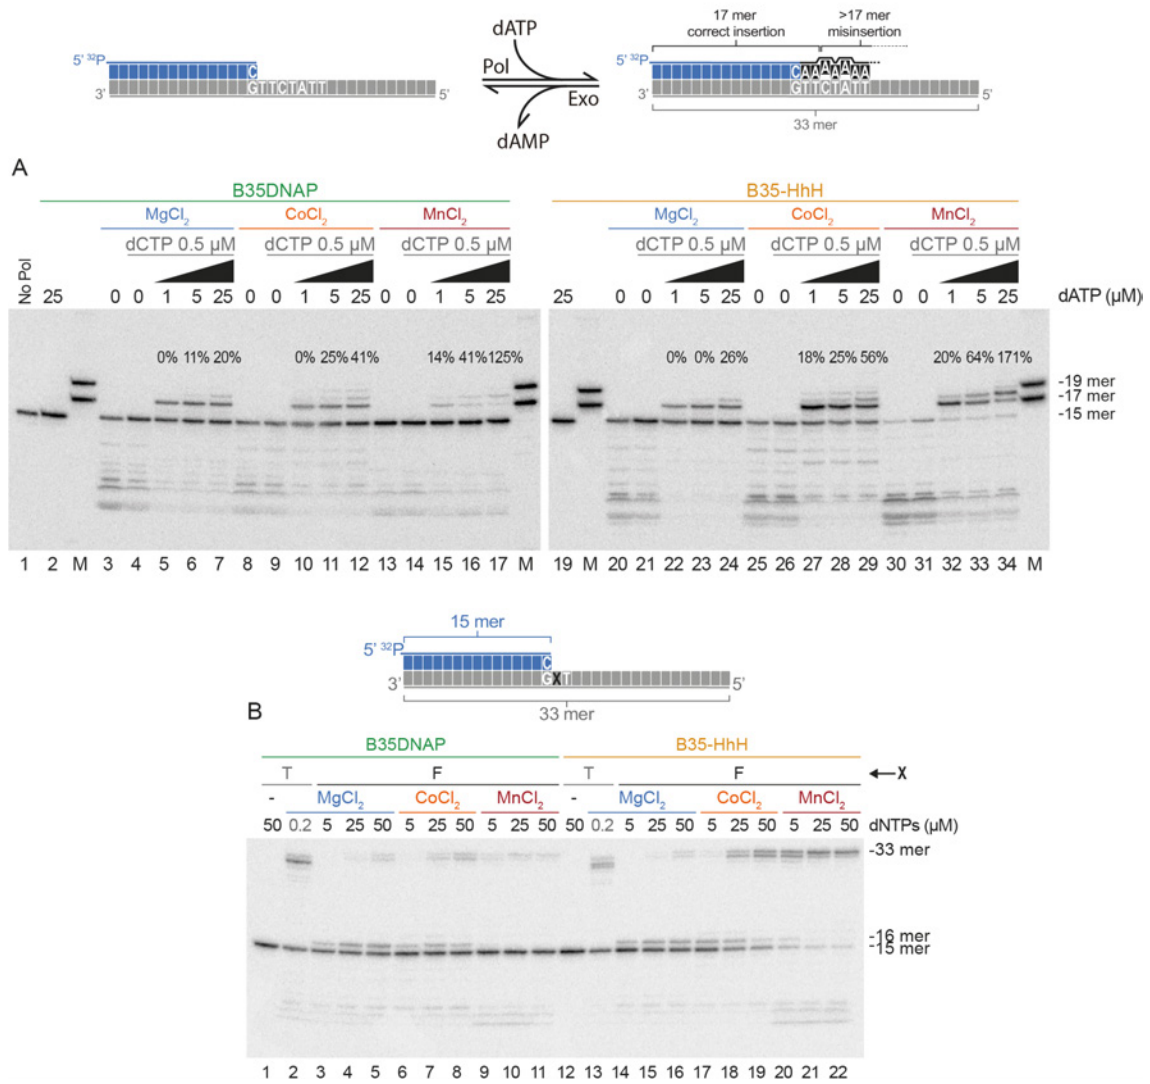 17 mer
correct insertion
>17 mer
misinsertion
dATP
5' 32P
C
Pol
5' 32P
CAAAAAAA
3'
GTTCTATT
5'
Exo
3'
GTTCTATT
5'
dAMP
33 mer
A
B35DNAP
B35-HhH
MgCl2
CoCl2
MnCl2
MgCl2
CoCl2
MnCl2
dCTP 0.5 µM
dCTP 0.5 µM
dCTP 0.5 µM
dCTP 0.5 µM
dCTP 0.5 µM
dCTP 0.5 µM
No Pol
25 0 0 1 5 25 0 0 1 5 25 0 0 1 5 25
25 0 0 1 5 25 0 0 1 5 25 0 0 1 5 25
dATP (µM)
0% 11% 20% 0% 25% 41% 14% 41% 125%
0% 0% 26% 18% 25% 56% 20% 64% 171%
-19 mer
-17 mer
-15 mer
1 2 M 3 4 5 6 7 8 9 10 11 12 13 14 15 16 17 M
19 M 20 21 22 23 24 25 26 27 28 29 30 31 32 33 34 M
15 mer
5' 32P
C
3'
GXT
5'
33 mer
B
B35DNAP
B35-HhH
T F T F
X
- MgCl2 CoCl2 MnCl2 - MgCl2 CoCl2 MnCl2
50 0.2 5 25 50 5 25 50 5 25 50 50 0.2 5 25 50 5 25 50 5 25 50 dNTPs (µM)
-33 mer
-16 mer
-15 mer
1 2 3 4 5 6 7 8 9 10 11 12 13 14 15 16 17 18 19 20 21 22